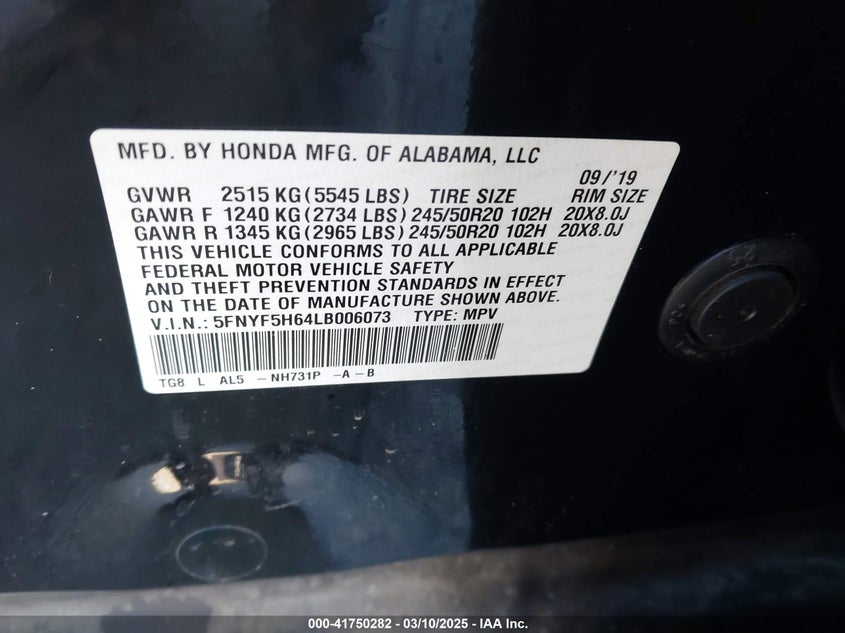 MFD. BY HONDA MFG. OF ALABAMA, LLC
09/'19
GVWR 2515 KG (5545 LBS) TIRE SIZE RIM SIZE
GAWR F 1240 KG (2734 LBS) 245/50R20 102H 20X8.0J
GAWR R 1345 KG (2965 LBS) 245/50R20 102H 20X8.0J
THIS VEHICLE CONFORMS TO ALL APPLICABLE
FEDERAL MOTOR VEHICLE SAFETY
AND THEFT PREVENTION STANDARDS IN EFFECT
ON THE DATE OF MANUFACTURE SHOWN ABOVE.
V.I.N.: 5FNYF5H64LB006073 TYPE: MPV
TG8 L AL5 -NH731P -A-B
25
000-41750282 - 03/10/2025 - IAA Inc.